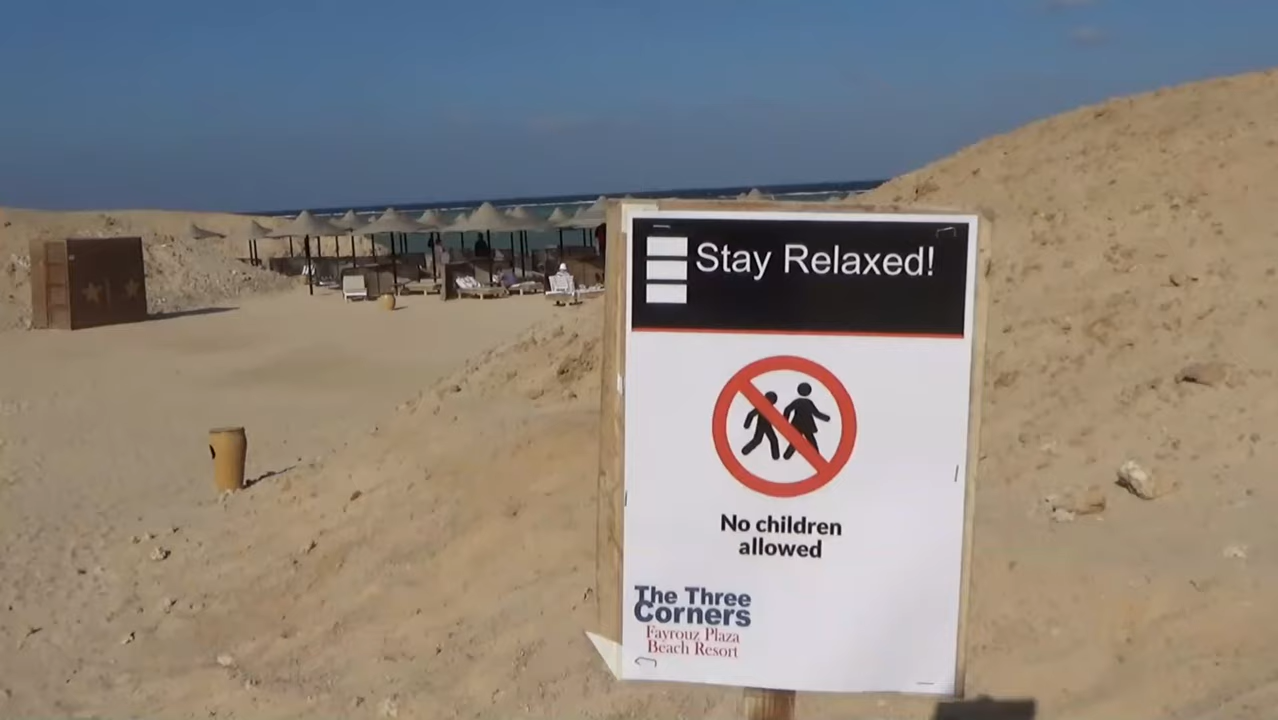 Stay Relaxed!
No children
allowed
The Three
Corners
Fayrouz Plaza
Beach Resort